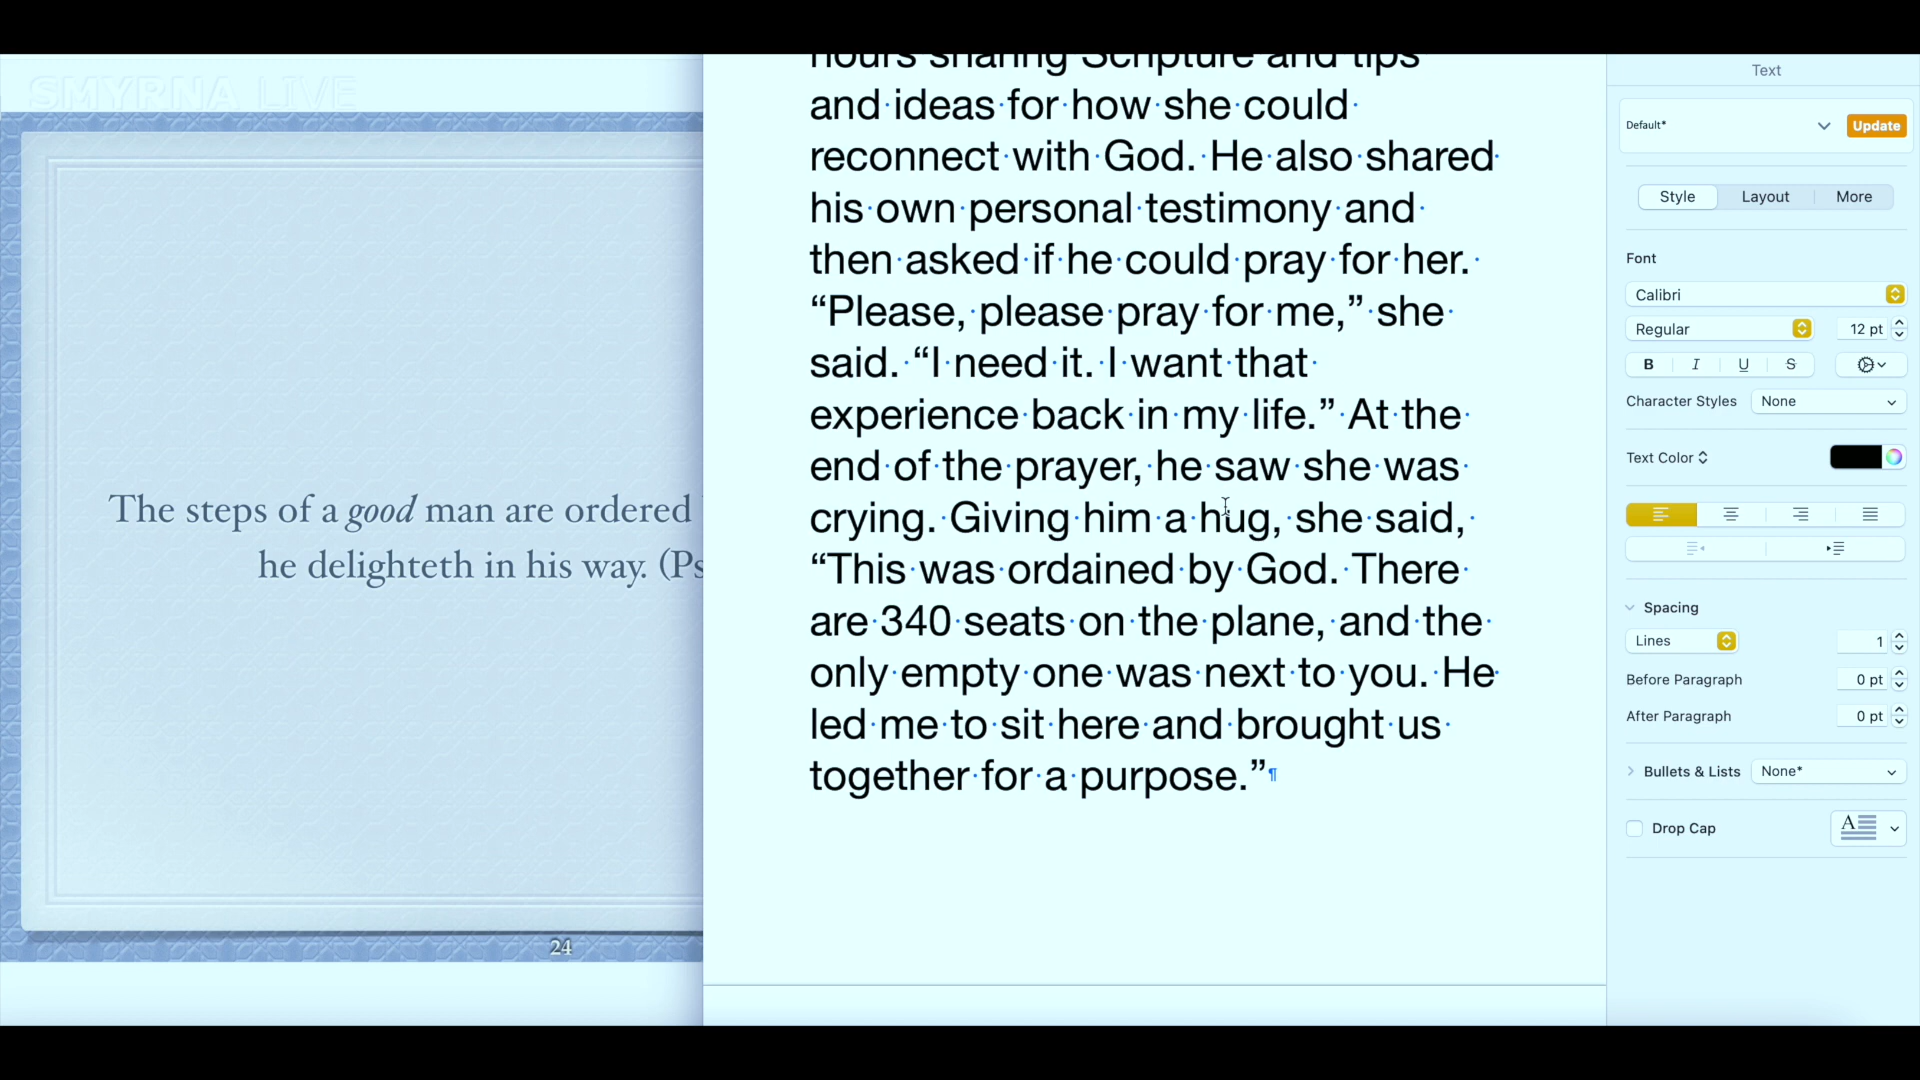 SMYRNA LIVE
The steps of a good man are ordered
he delighteth in his way. (Ps
24
hours sharing Scripture and tips
and ideas for how she could
reconnect with God. He also shared
his own personal testimony and
then asked if he could pray for her.
“Please, please pray for me,” she
said. “I need it. I want that
experience back in my life.” At the
end of the prayer, he saw she was
crying. Giving him a hug, she said,
“This was ordained by God. There
are 340 seats on the plane, and the
only empty one was next to you. He
led me to sit here and brought us
together for a purpose.”¶
Text
Default*
Update
Style Layout More
Font
Calibri
Regular 12 pt
B I U S
Character Styles None
Text Color
Spacing
Lines 1
Before Paragraph 0 pt
After Paragraph 0 pt
Bullets & Lists None*
Drop Cap A